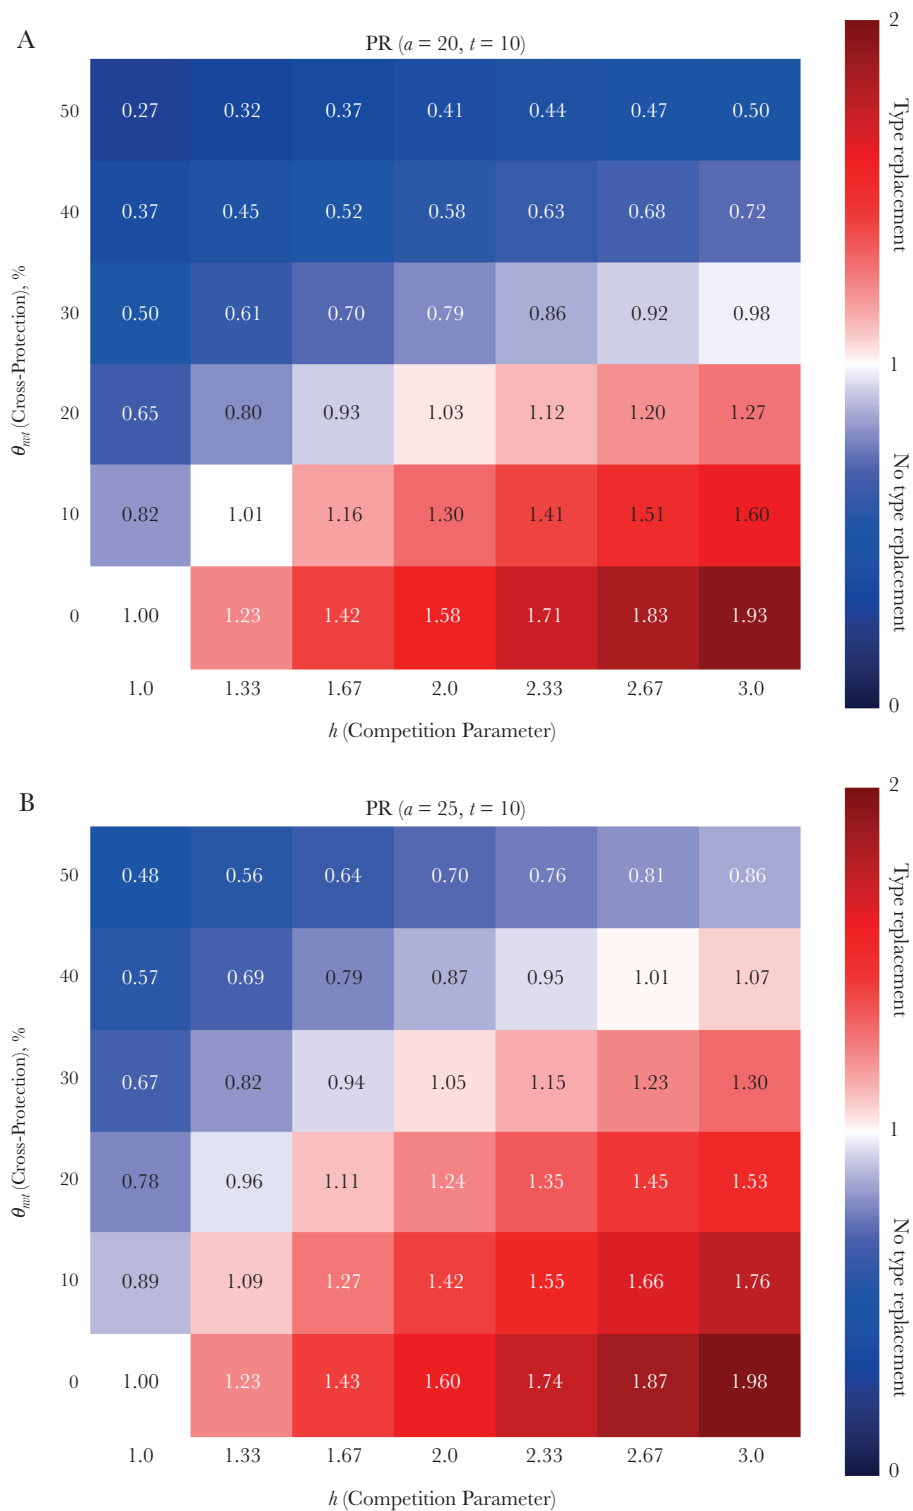 A
PR (a = 20, t = 10)
50 0.27 0.32 0.37 0.41 0.44 0.47 0.50
40 0.37 0.45 0.52 0.58 0.63 0.68 0.72
30 0.50 0.61 0.70 0.79 0.86 0.92 0.98
20 0.65 0.80 0.93 1.03 1.12 1.20 1.27
10 0.82 1.01 1.16 1.30 1.41 1.51 1.60
0 1.00 1.23 1.42 1.58 1.71 1.83 1.93
1.0 1.33 1.67 2.0 2.33 2.67 3.0
h (Competition Parameter)
θnvt (Cross-Protection), %
2
Type replacement
1
No type replacement
0
B
PR (a = 25, t = 10)
50 0.48 0.56 0.64 0.70 0.76 0.81 0.86
40 0.57 0.69 0.79 0.87 0.95 1.01 1.07
30 0.67 0.82 0.94 1.05 1.15 1.23 1.30
20 0.78 0.96 1.11 1.24 1.35 1.45 1.53
10 0.89 1.09 1.27 1.42 1.55 1.66 1.76
0 1.00 1.23 1.43 1.60 1.74 1.87 1.98
1.0 1.33 1.67 2.0 2.33 2.67 3.0
h (Competition Parameter)
θnvt (Cross-Protection), %
2
Type replacement
1
No type replacement
0